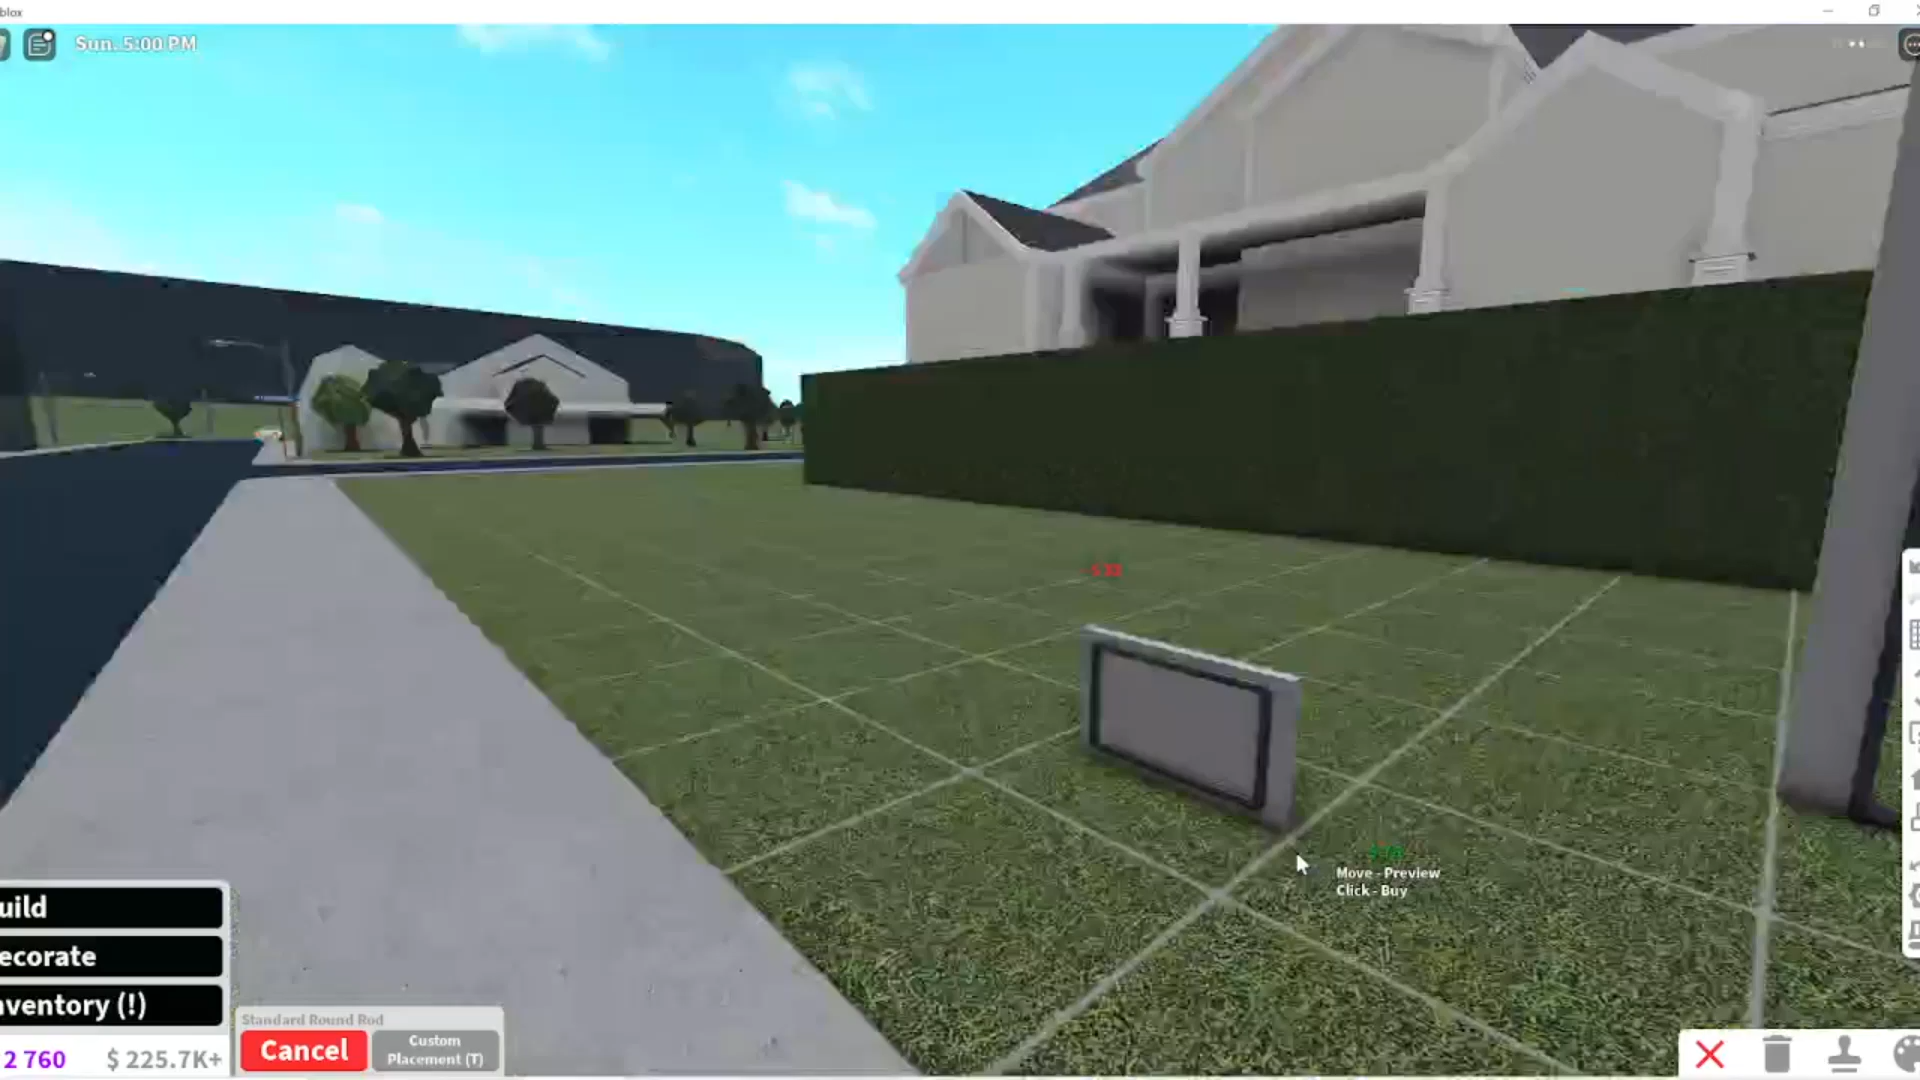 blox
Sun. 5:00 PM
Move - Preview
Click - Buy
uild
ecorate
nventory (!)
Standard Round Rod
Cancel
Custom
Placement (T)
2 760
$ 225.7K+